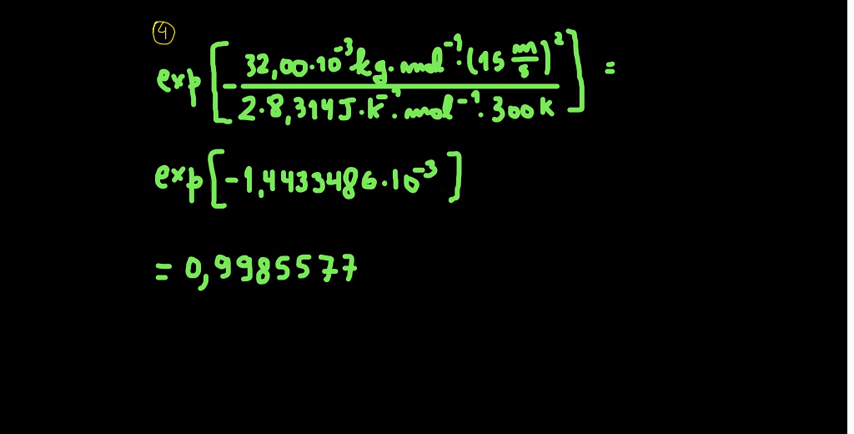 ④
exp[-32,00·10⁻³kg·mol⁻¹·(15 m/s)²/2·8,314J·K⁻¹·mol⁻¹·300K] =
exp[-1,4433486·10⁻³]
= 0,9985577